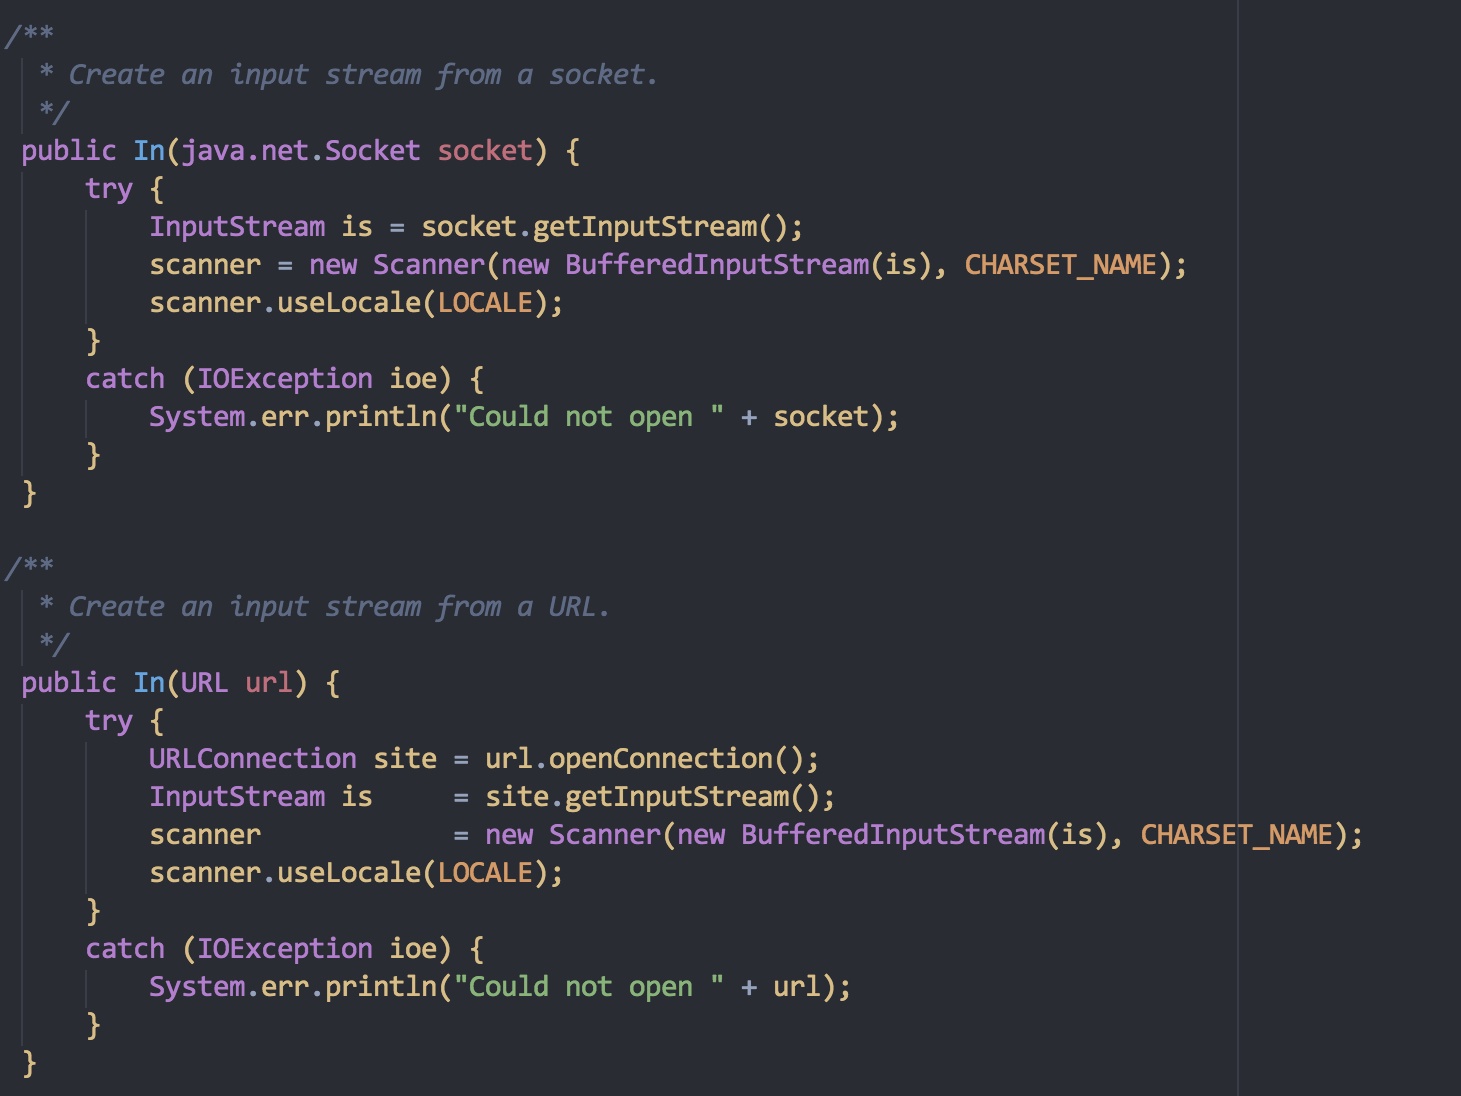 /**
 * Create an input stream from a socket.
 */
public In(java.net.Socket socket) {
    try {
        InputStream is = socket.getInputStream();
        scanner = new Scanner(new BufferedInputStream(is), CHARSET_NAME);
        scanner.useLocale(LOCALE);
    }
    catch (IOException ioe) {
        System.err.println("Could not open " + socket);
    }
}

/**
 * Create an input stream from a URL.
 */
public In(URL url) {
    try {
        URLConnection site = url.openConnection();
        InputStream is     = site.getInputStream();
        scanner            = new Scanner(new BufferedInputStream(is), CHARSET_NAME);
        scanner.useLocale(LOCALE);
    }
    catch (IOException ioe) {
        System.err.println("Could not open " + url);
    }
}